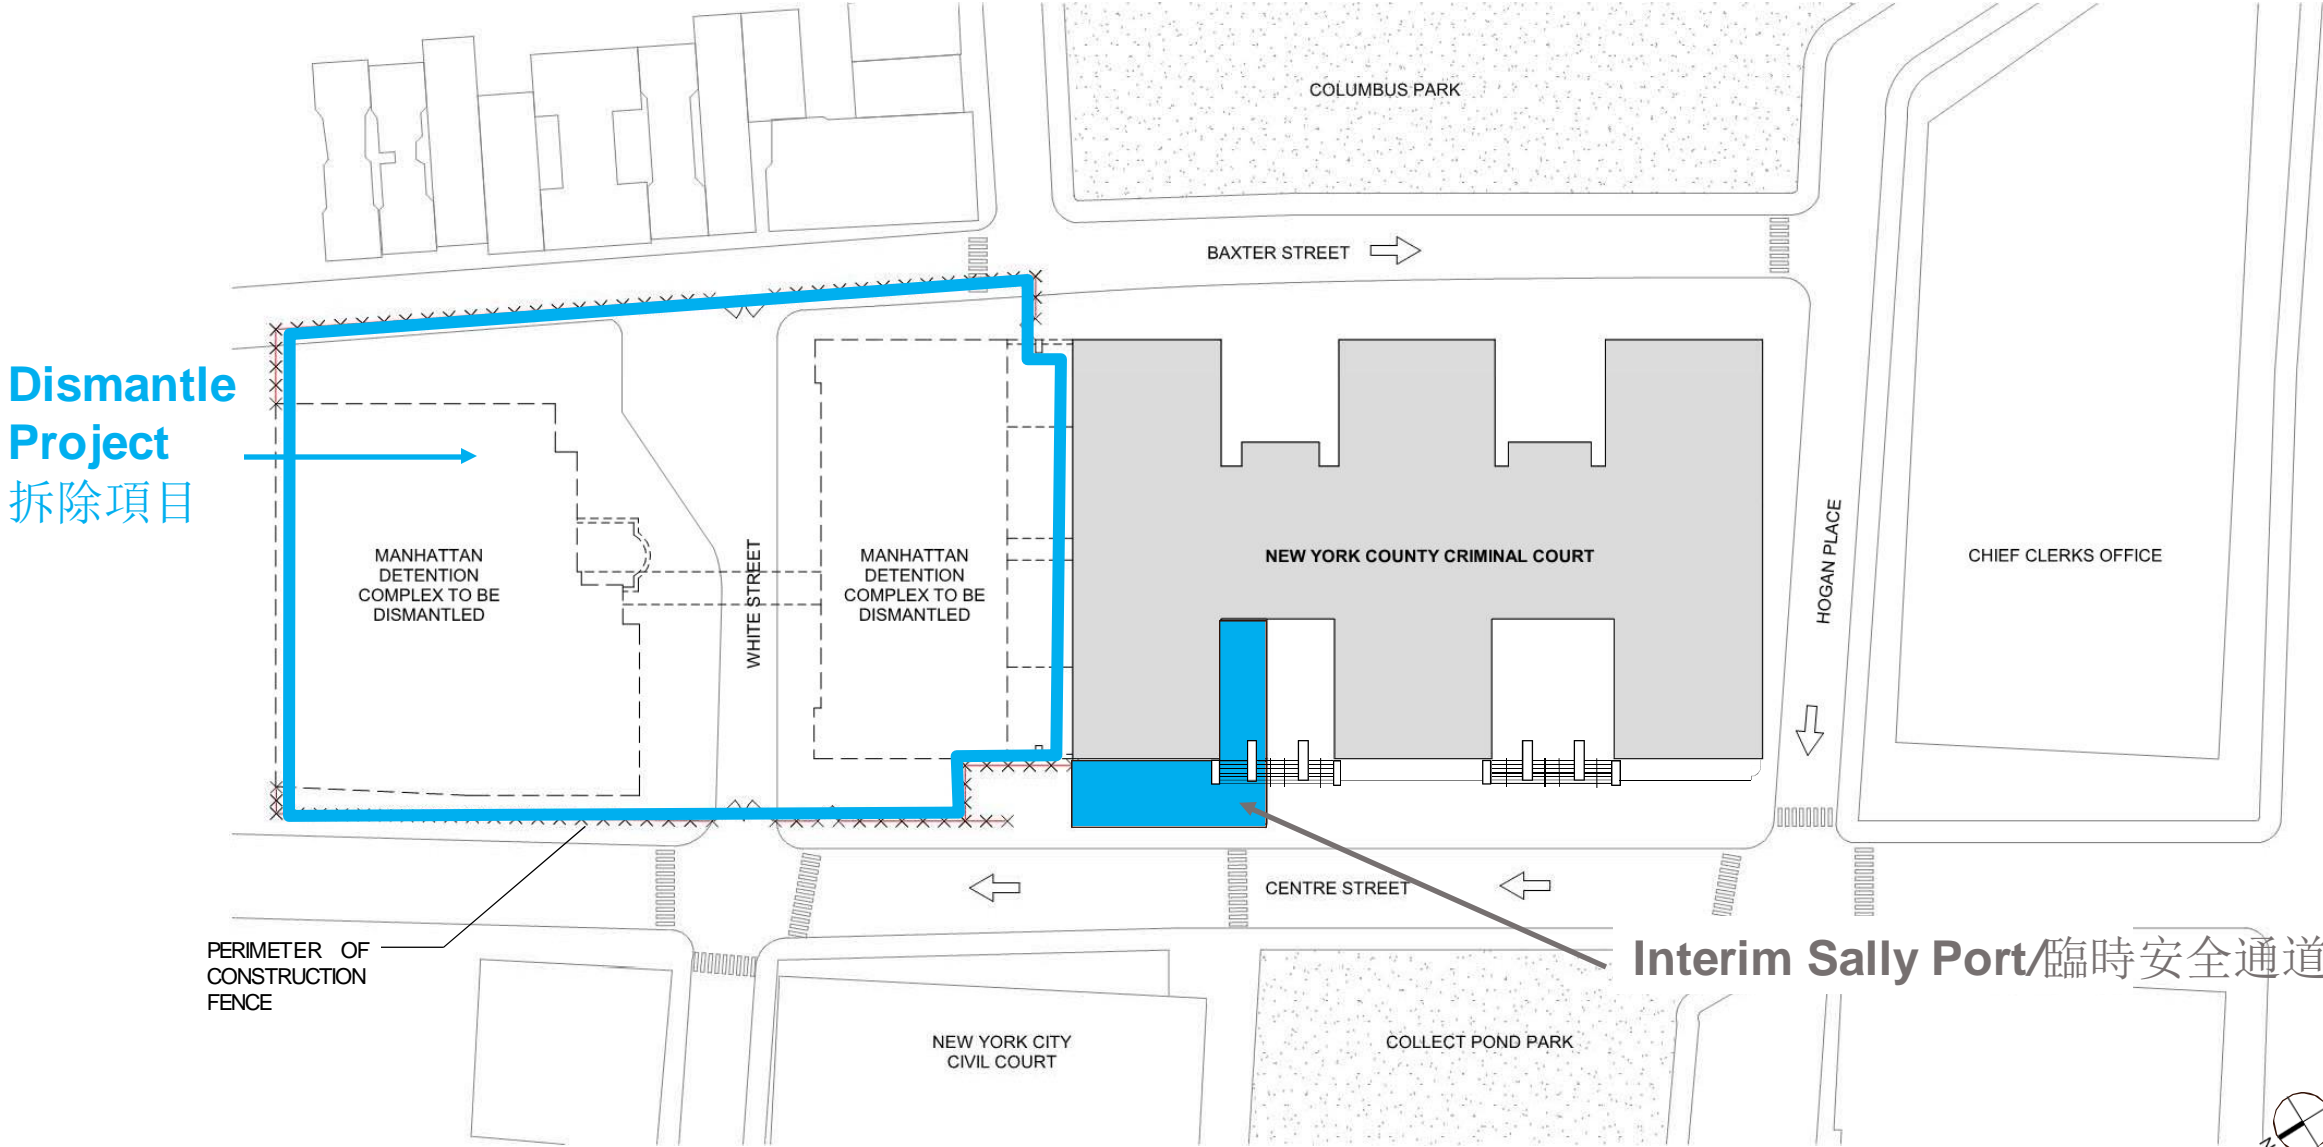 COLUMBUS PARK
BAXTER STREET
Dismantle
Project
拆除項目
MANHATTAN
DETENTION
COMPLEX TO BE
DISMANTLED
WHITE STREET
MANHATTAN
DETENTION
COMPLEX TO BE
DISMANTLED
NEW YORK COUNTY CRIMINAL COURT
HOGAN PLACE
CHIEF CLERKS OFFICE
CENTRE STREET
PERIMETER OF
CONSTRUCTION
FENCE
Interim Sally Port/臨時安全通道
NEW YORK CITY
CIVIL COURT
COLLECT POND PARK